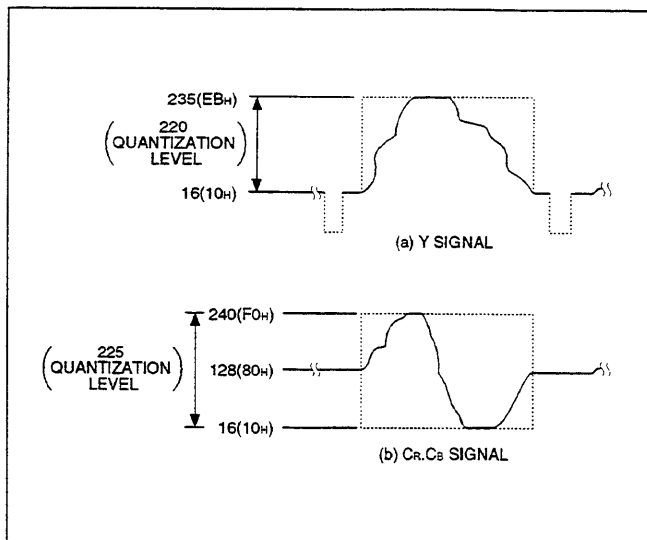 235(EBH)
220
QUANTIZATION
LEVEL
16(10H)
(a) Y SIGNAL
240(F0H)
225
QUANTIZATION
LEVEL
128(80H)
16(10H)
(b) CR.CB SIGNAL